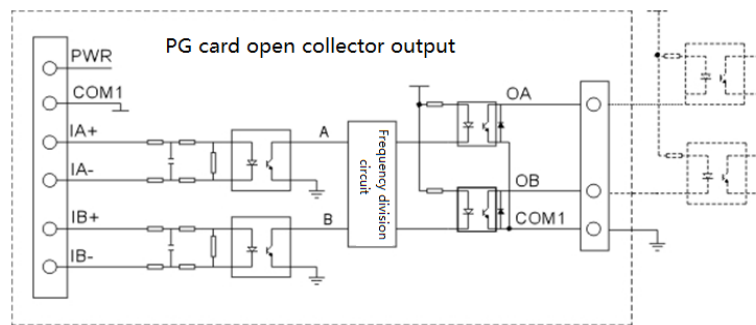 PG card open collector output
PWR
COM1
IA+
IA-
IB+
IB-
A
B
Frequency division
circuit
OA
OB
COM1